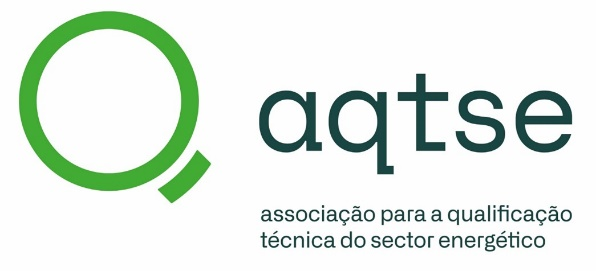 aqtse
associação para a qualificação
técnica do sector energético